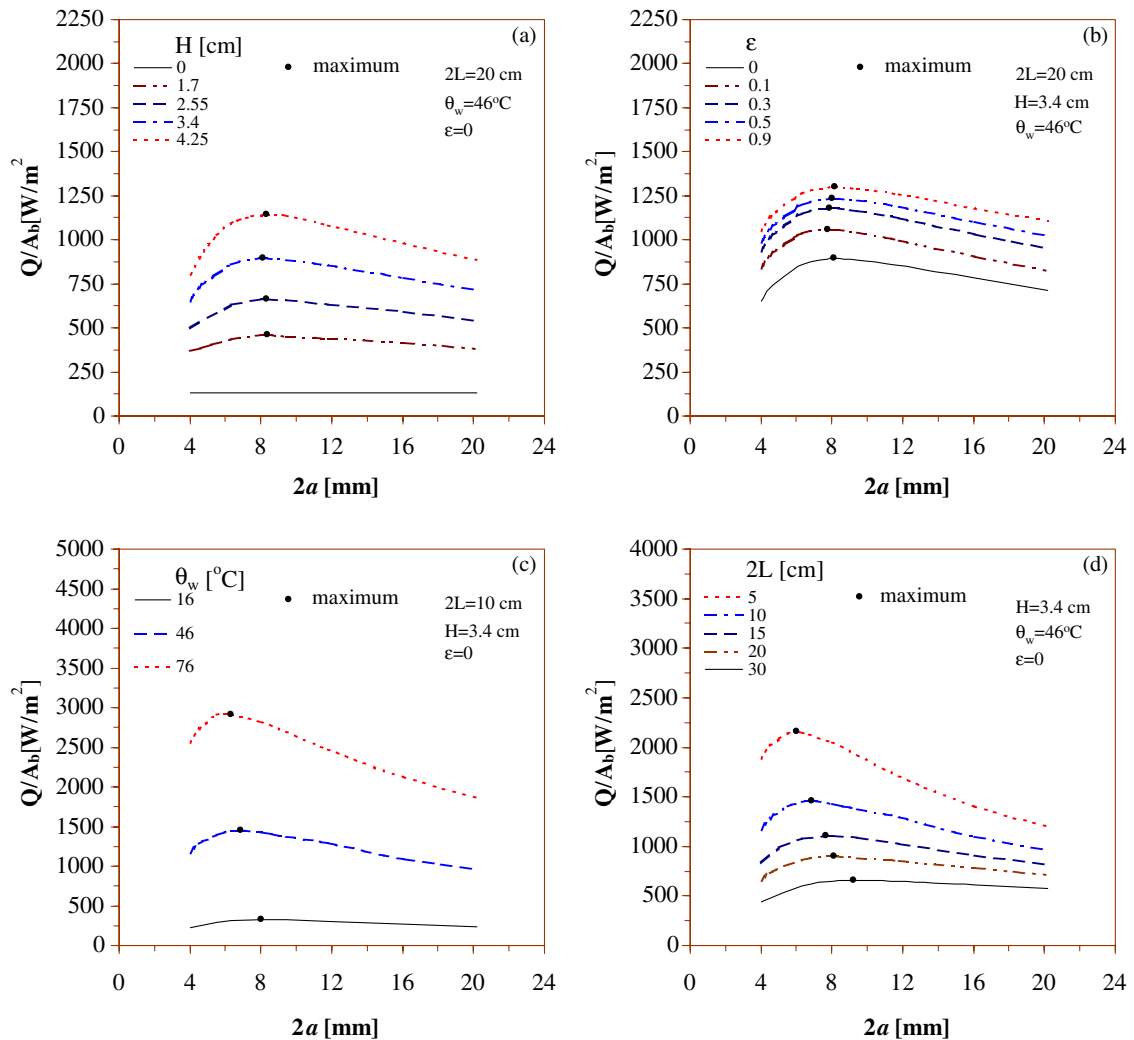 (a)
H [cm]
0
1.7
2.55
3.4
4.25
maximum
2L=20 cm
θw=46°C
ε=0
Q/Ab[W/m²]
2250
2000
1750
1500
1250
1000
750
500
250
0
0 4 8 12 16 20 24
2a [mm]
(b)
ε
0
0.1
0.3
0.5
0.9
maximum
2L=20 cm
H=3.4 cm
θw=46°C
Q/Ab[W/m²]
2250
2000
1750
1500
1250
1000
750
500
250
0
0 4 8 12 16 20 24
2a [mm]
(c)
θw [°C]
16
46
76
maximum
2L=10 cm
H=3.4 cm
ε=0
Q/Ab[W/m²]
5000
4500
4000
3500
3000
2500
2000
1500
1000
500
0
0 4 8 12 16 20 24
2a [mm]
(d)
2L [cm]
5
10
15
20
30
maximum
H=3.4 cm
θw=46°C
ε=0
Q/Ab[W/m²]
4000
3500
3000
2500
2000
1500
1000
500
0
0 4 8 12 16 20 24
2a [mm]